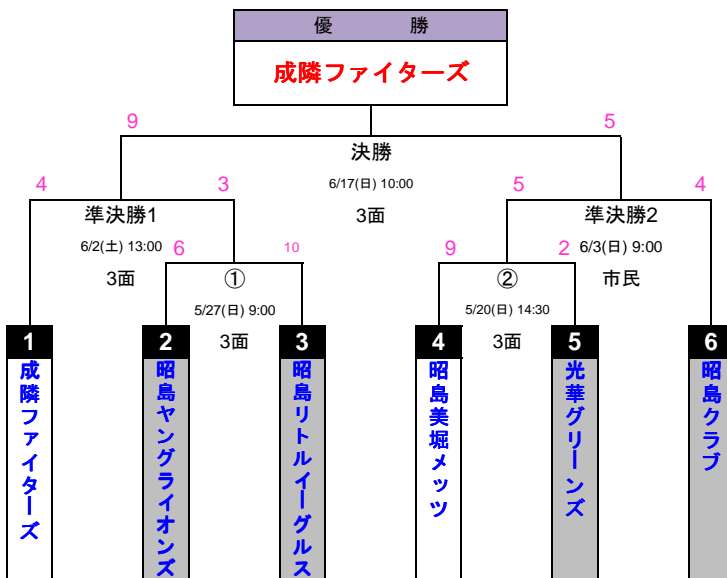 優 勝
成隣ファイターズ
9 5
決勝
6/17(日) 10:00
3面
4 3 5 4
準決勝1 準決勝2
6/2(土) 13:00 6/3(日) 9:00
3面 市民
6 10 9 2
① ②
5/27(日) 9:00 5/20(日) 14:30
3面 3面
1 2 3 4 5 6
成隣ファイターズ
昭島ヤングライオンズ
昭島リトルイーグルス
昭島美堀メッツ
光華グリーンズ
昭島クラブ